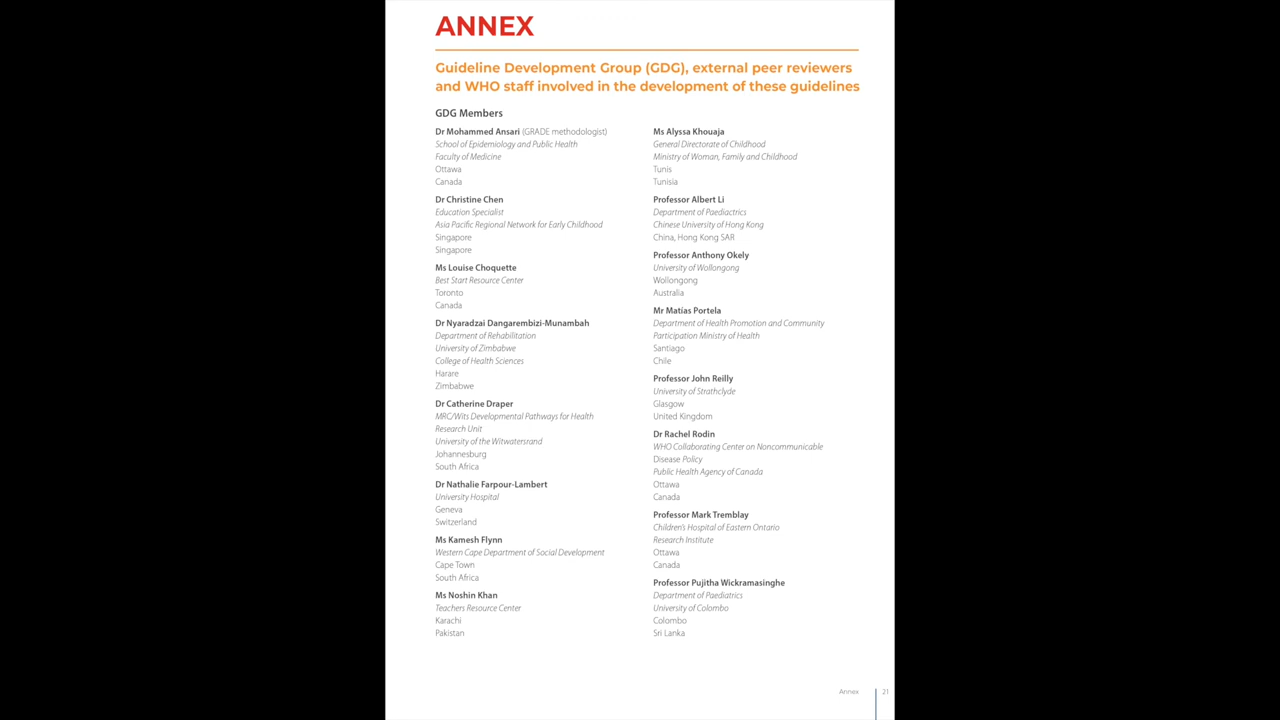 ANNEX
Guideline Development Group (GDG), external peer reviewers
and WHO staff involved in the development of these guidelines
GDG Members
Dr Mohammed Ansari (GRADE methodologist)
School of Epidemiology and Public Health
Faculty of Medicine
Ottawa
Canada
Dr Christine Chen
Education Specialist
Asia Pacific Regional Network for Early Childhood
Singapore
Singapore
Ms Louise Choquette
Best Start Resource Center
Toronto
Canada
Dr Nyaradzai Dangarembizi-Munambah
Department of Rehabilitation
University of Zimbabwe
College of Health Sciences
Harare
Zimbabwe
Dr Catherine Draper
MRC/Wits Developmental Pathways for Health
Research Unit
University of the Witwatersrand
Johannesburg
South Africa
Dr Nathalie Farpour-Lambert
University Hospital
Geneva
Switzerland
Ms Kamesh Flynn
Western Cape Department of Social Development
Cape Town
South Africa
Ms Noshin Khan
Teachers Resource Center
Karachi
Pakistan
Ms Alyssa Khouaja
General Directorate of Childhood
Ministry of Woman, Family and Childhood
Tunis
Tunisia
Professor Albert Li
Department of Paediactrics
Chinese University of Hong Kong
China, Hong Kong SAR
Professor Anthony Okely
University of Wollongong
Wollongong
Australia
Mr Matías Portela
Department of Health Promotion and Community
Participation Ministry of Health
Santiago
Chile
Professor John Reilly
University of Strathclyde
Glasgow
United Kingdom
Dr Rachel Rodin
WHO Collaborating Center on Noncommunicable
Disease Policy
Public Health Agency of Canada
Ottawa
Canada
Professor Mark Tremblay
Children's Hospital of Eastern Ontario
Research Institute
Ottawa
Canada
Professor Pujitha Wickramasinghe
Department of Paediatrics
University of Colombo
Colombo
Sri Lanka
Annex 21